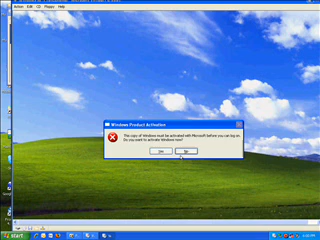 Action Edit CD Floppy Help
Windows Product Activation
This copy of Windows must be activated with Microsoft before you can log on.
Do you want to activate Windows now?
Yes No
start